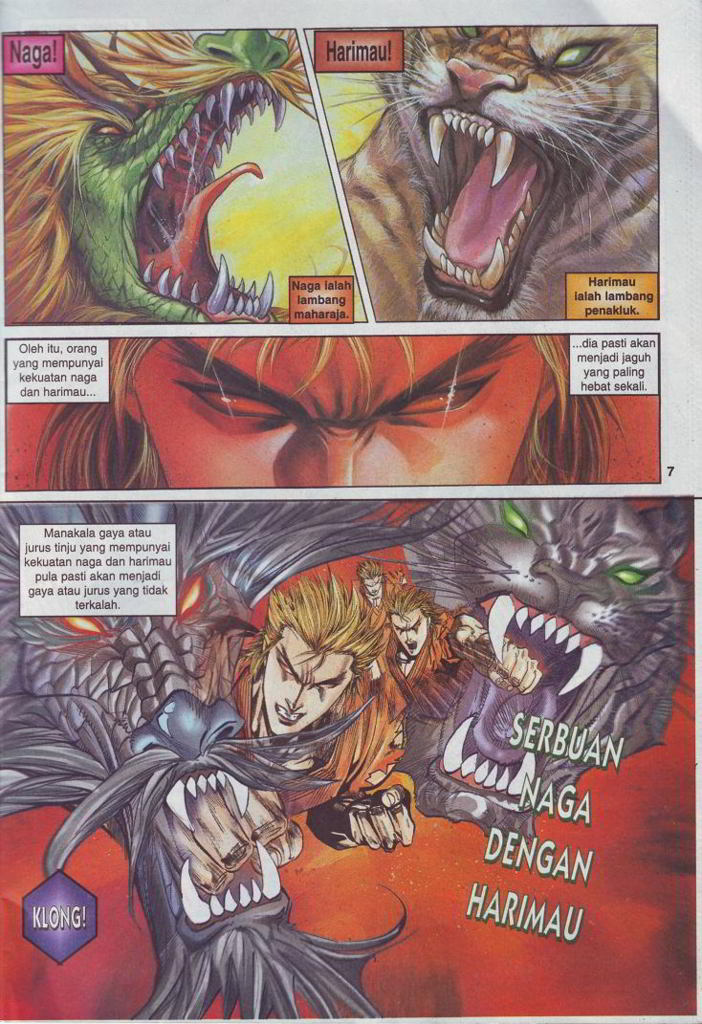 Naga!
Harimau!
Naga ialah
lambang
maharaja.
Harimau
ialah lambang
penakluk.
Oleh itu, orang
yang mempunyai
kekuatan naga
dan harimau...
...dia pasti akan
menjadi jaguh
yang paling
hebat sekali.
7
Manakala gaya atau
jurus tinju yang mempunyai
kekuatan naga dan harimau
pula pasti akan menjadi
gaya atau jurus yang tidak
terkalah.
SERBUAN
NAGA
DENGAN
HARIMAU
KLONG!